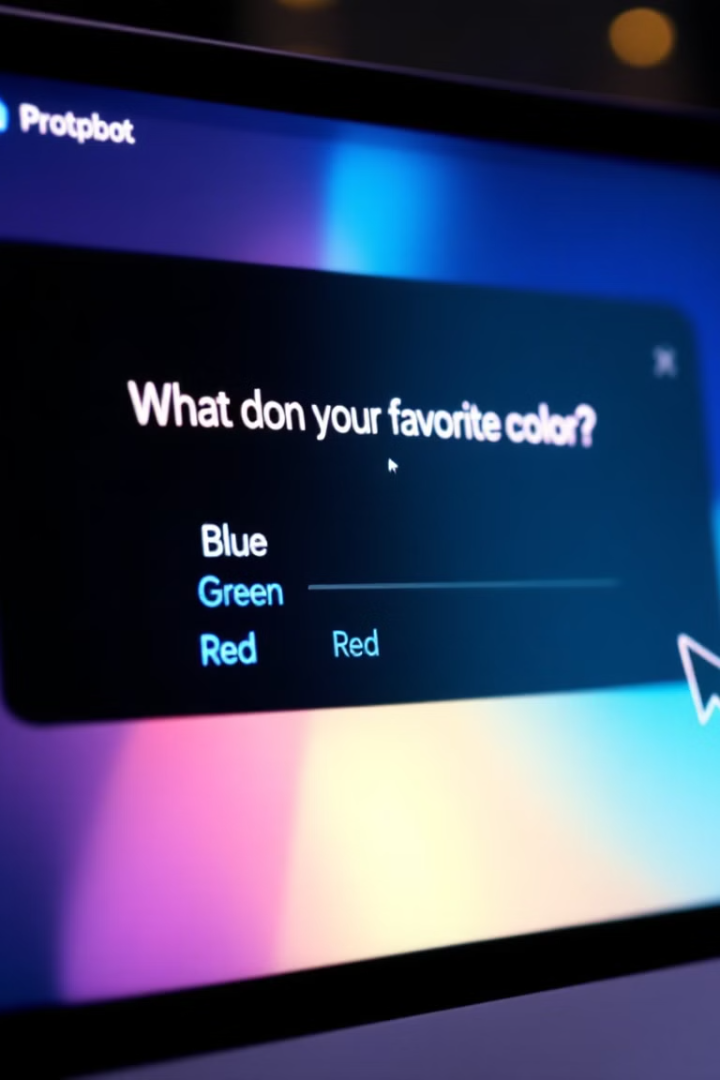 Protpbot
What don your favorite color?
Blue
Green
Red Red